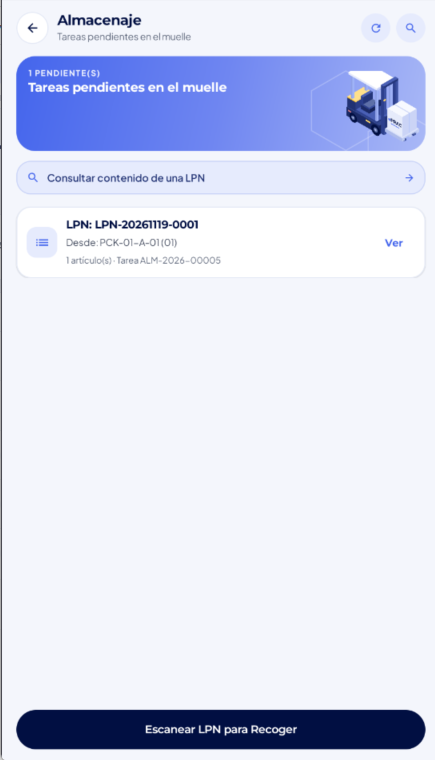 Almacenaje
Tareas pendientes en el muelle
1 PENDIENTE(S)
Tareas pendientes en el muelle
Consultar contenido de una LPN
LPN: LPN-20261119-0001
Desde: PCK-01-A-01 (01)
Ver
1 artículo(s) · Tarea ALM-2026-00005
Escanear LPN para Recoger